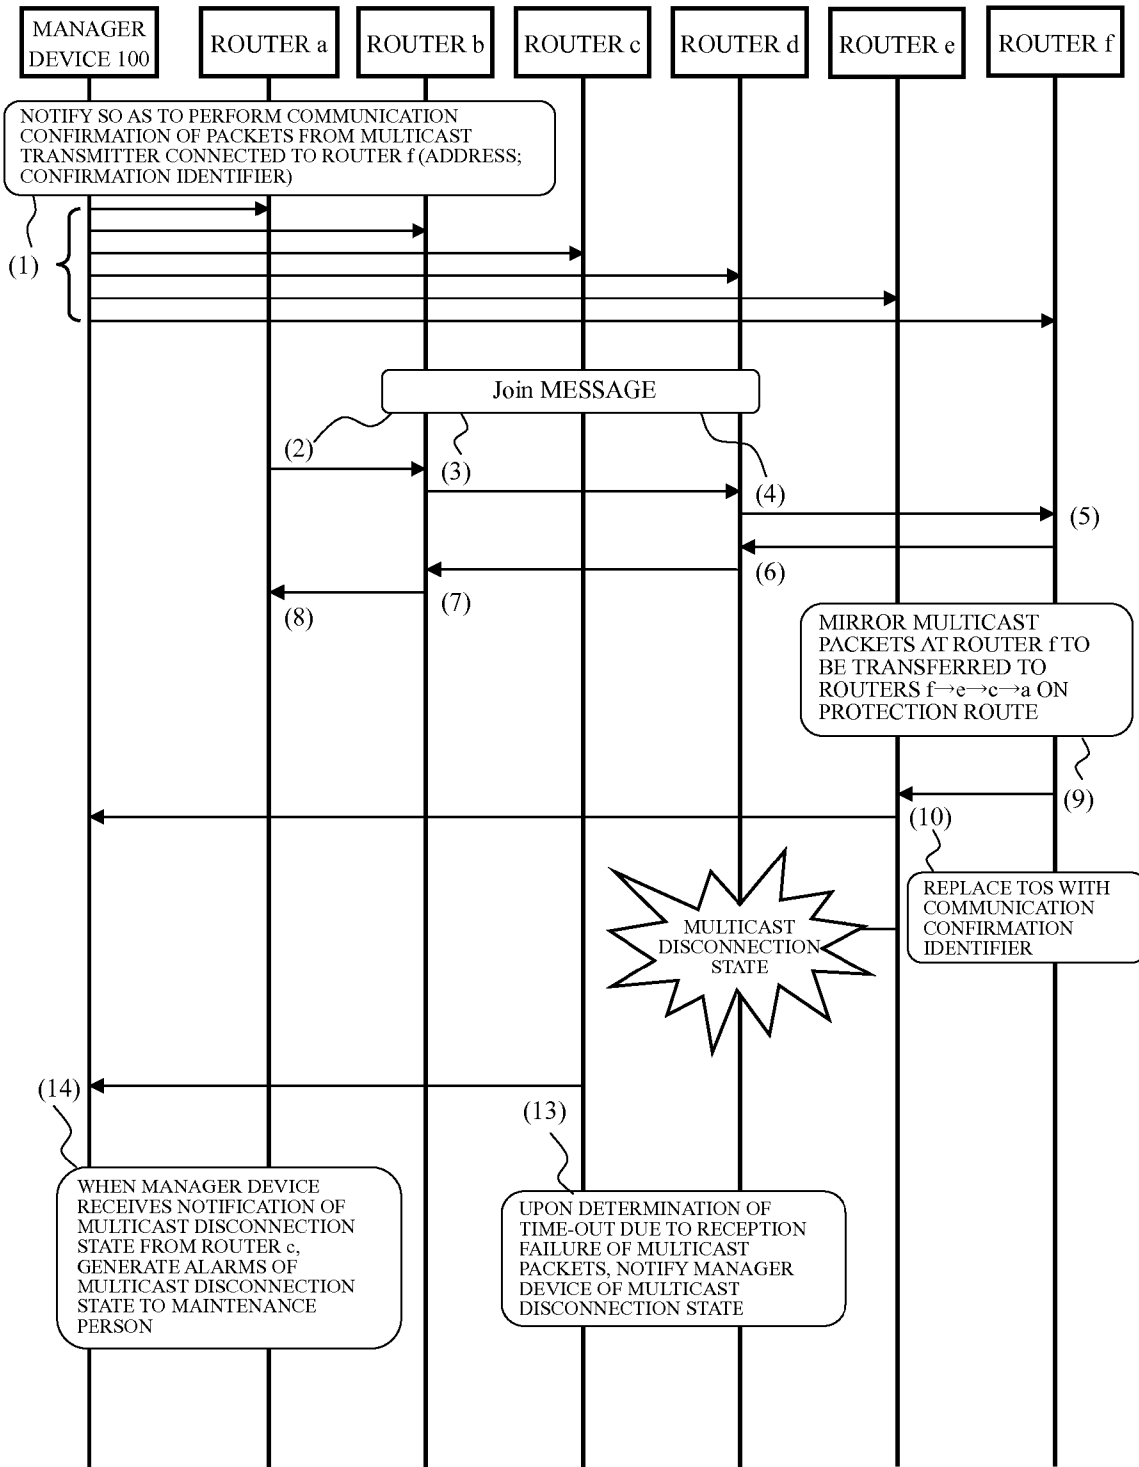 MANAGER
DEVICE 100
ROUTER a
ROUTER b
ROUTER c
ROUTER d
ROUTER e
ROUTER f
NOTIFY SO AS TO PERFORM COMMUNICATION
CONFIRMATION OF PACKETS FROM MULTICAST
TRANSMITTER CONNECTED TO ROUTER f (ADDRESS;
CONFIRMATION IDENTIFIER)
(1)
Join MESSAGE
(2)
(3)
(4)
(5)
(6)
(7)
(8)
MIRROR MULTICAST
PACKETS AT ROUTER f TO
BE TRANSFERRED TO
ROUTERS f→e→c→a ON
PROTECTION ROUTE
(9)
(10)
REPLACE TOS WITH
COMMUNICATION
CONFIRMATION
IDENTIFIER
MULTICAST
DISCONNECTION
STATE
(14)
(13)
WHEN MANAGER DEVICE
RECEIVES NOTIFICATION OF
MULTICAST DISCONNECTION
STATE FROM ROUTER c,
GENERATE ALARMS OF
MULTICAST DISCONNECTION
STATE TO MAINTENANCE
PERSON
UPON DETERMINATION OF
TIME-OUT DUE TO RECEPTION
FAILURE OF MULTICAST
PACKETS, NOTIFY MANAGER
DEVICE OF MULTICAST
DISCONNECTION STATE